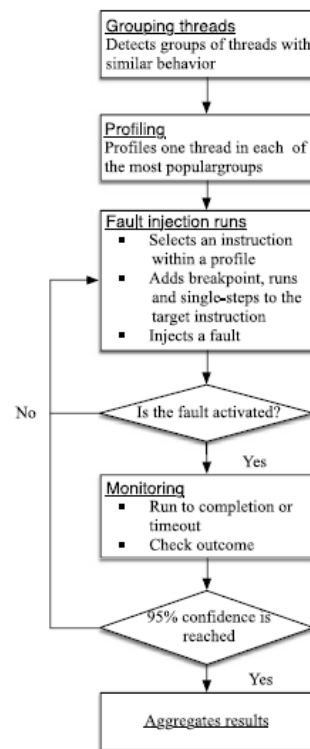 Grouping threads
Detects groups of threads with
similar behavior
Profiling
Profiles one thread in each of
the most populargroups
Fault injection runs
▪ Selects an instruction
within a profile
▪ Adds breakpoint, runs
and single-steps to the
target instruction
▪ Injects a fault
No
Is the fault activated?
Yes
Monitoring
▪ Run to completion or
timeout
▪ Check outcome
95% confidence is
reached
Yes
Aggregates results